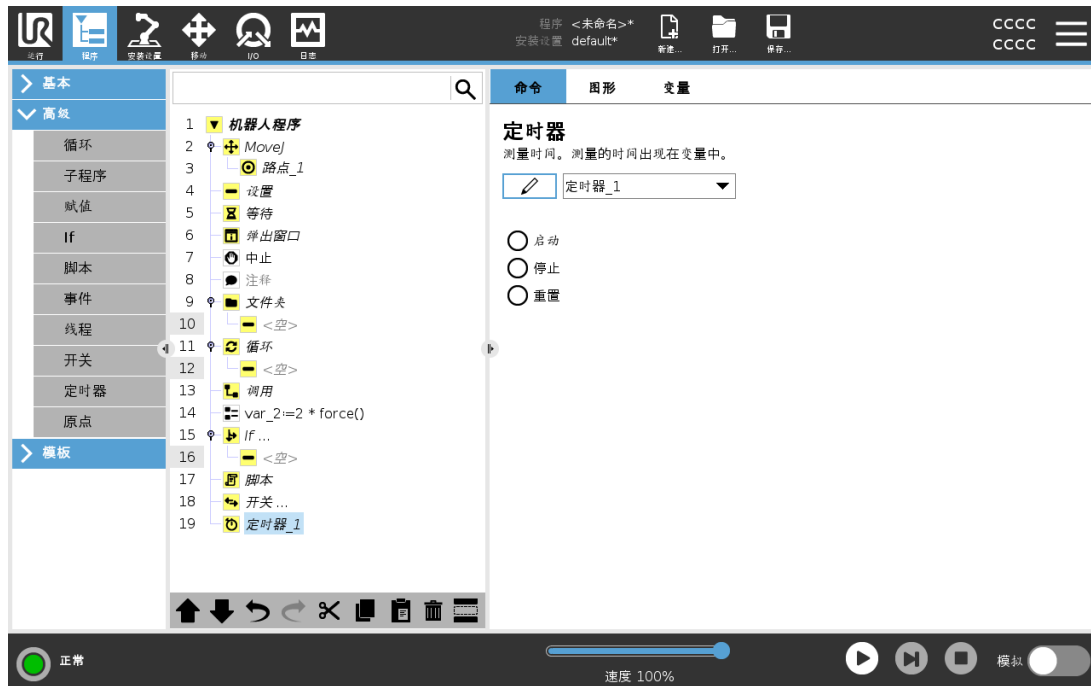 UR
程序 <未命名>*
安装设置 default*
运行 程序 安装设置 移动 I/O 日志
新建... 打开... 保存...
CCCC
CCCC
基本
高级
循环
子程序
赋值
If
脚本
事件
线程
开关
定时器
原点
模板
1 机器人程序
2 MoveJ
3 路点_1
4 设置
5 等待
6 弹出窗口
7 中止
8 注释
9 文件夹
10 <空>
11 循环
12 <空>
13 调用
14 var_2≔2 * force()
15 If ...
16 <空>
17 脚本
18 开关 ...
19 定时器_1
命令 图形 变量
定时器
测量时间。测量的时间出现在变量中。
定时器_1
启动
停止
重置
正常
速度 100%
模拟